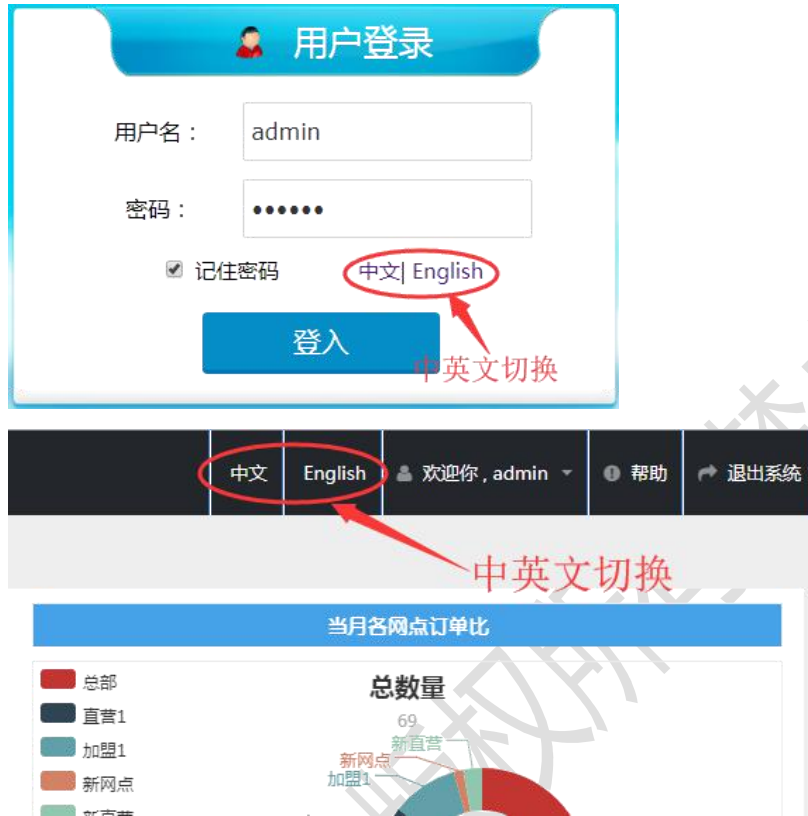 用户登录
用户名： admin
密码： ••••••
记住密码 中文| English
登入
中英文切换
中文 English 欢迎你 , admin 帮助 退出系统
中英文切换
当月各网点订单比
总部
总数量
直营1
69
新直营
加盟1
新网点
加盟1
新网点
新直营